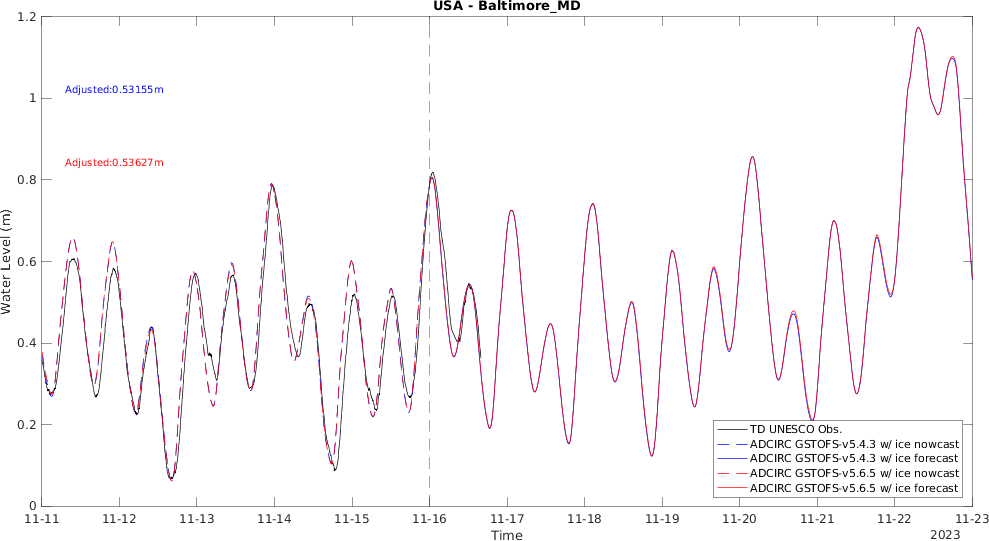 USA - Baltimore_MD
1.2
1
0.8
0.6
0.4
0.2
0
Water Level (m)
Adjusted:0.53155m
Adjusted:0.53627m
TD UNESCO Obs.
ADCIRC GSTOFS-v5.4.3 w/ ice nowcast
ADCIRC GSTOFS-v5.4.3 w/ ice forecast
ADCIRC GSTOFS-v5.6.5 w/ ice nowcast
ADCIRC GSTOFS-v5.6.5 w/ ice forecast
11-11 11-12 11-13 11-14 11-15 11-16 11-17 11-18 11-19 11-20 11-21 11-22 11-23
Time
2023